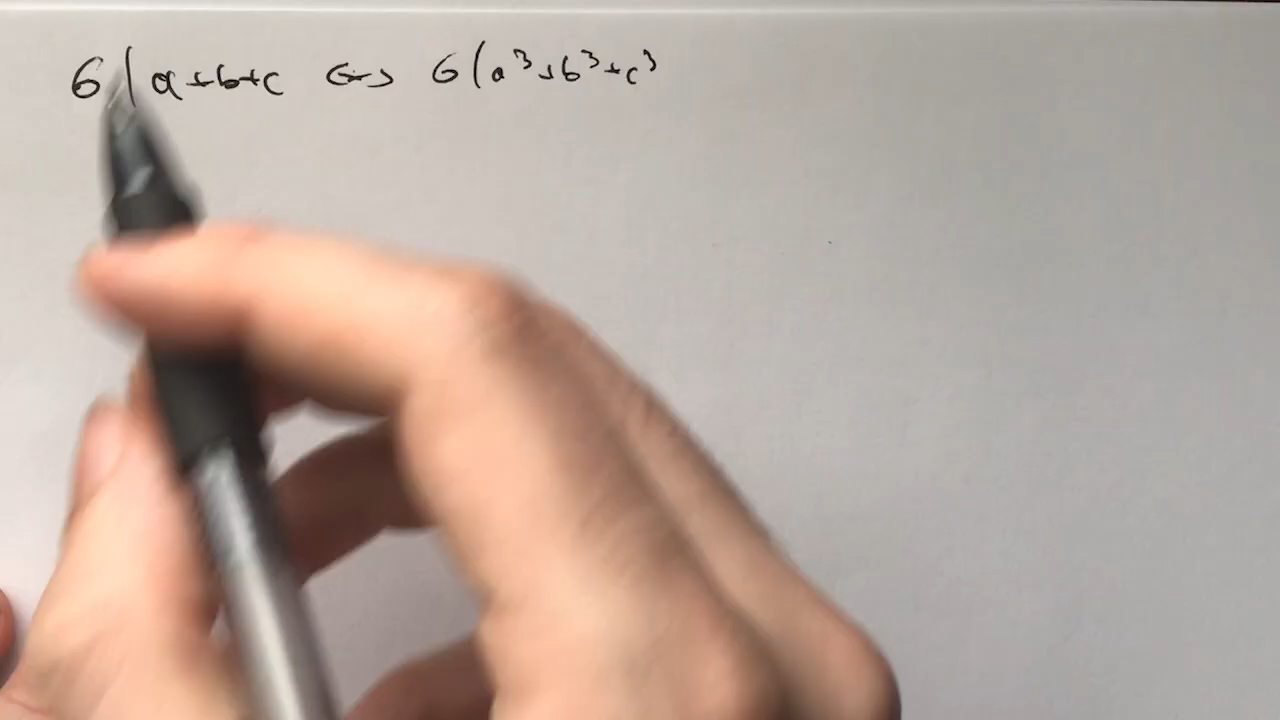 6 | a+b+c ⇔ 6 | a³+b³+c³